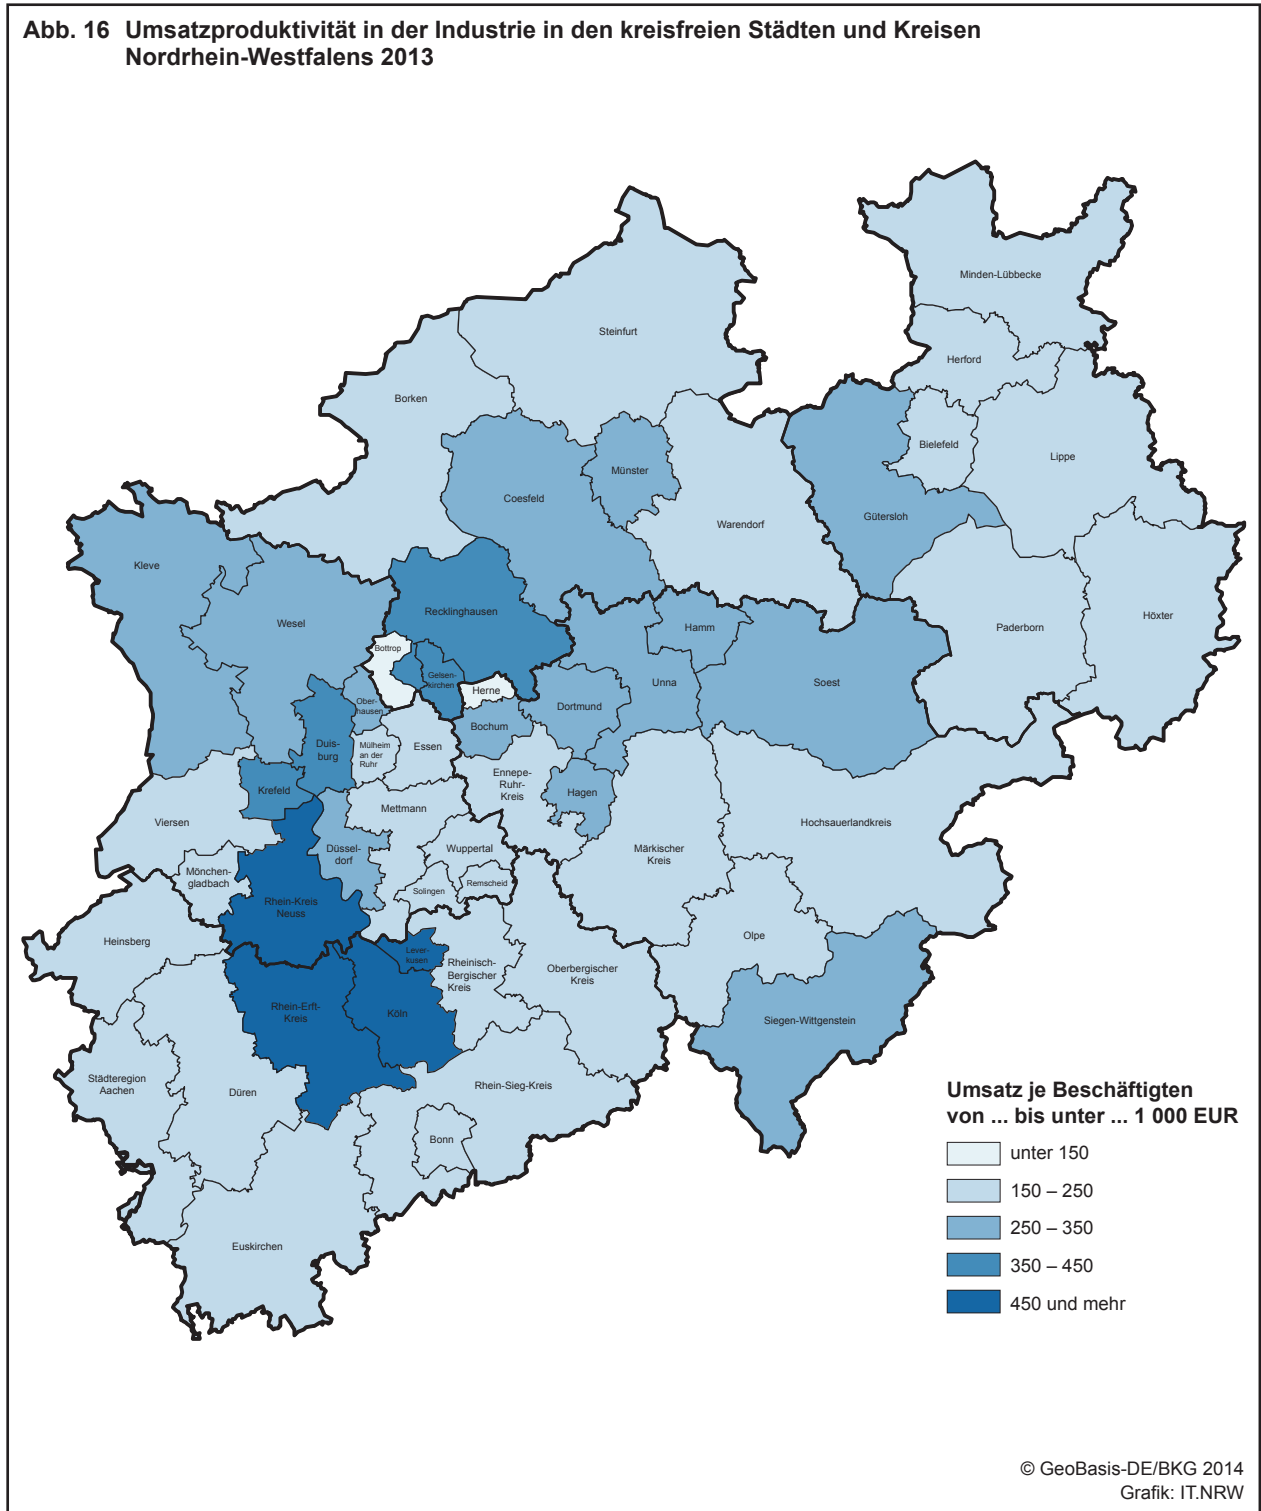 Abb. 16 Umsatzproduktivität in der Industrie in den kreisfreien Städten und Kreisen
Nordrhein-Westfalens 2013
Minden-Lübbecke
Steinfurt
Herford
Borken
Bielefeld
Lippe
Münster
Coesfeld
Gütersloh
Warendorf
Kleve
Recklinghausen
Höxter
Wesel
Hamm
Paderborn
Bottrop
Gelsen-
kirchen
Herne
Unna
Soest
Ober-
hausen
Dortmund
Bochum
Duis-
burg
Mülheim
an der
Ruhr
Essen
Ennepe-
Ruhr-
Kreis
Hagen
Krefeld
Mettmann
Viersen
Hochsauerlandkreis
Düssel-
dorf
Wuppertal
Märkischer
Kreis
Mönchen-
gladbach
Solingen
Remscheid
Rhein-Kreis
Neuss
Heinsberg
Olpe
Lever-
kusen
Rheinisch-
Bergischer
Kreis
Oberbergischer
Kreis
Rhein-Erft-
Kreis
Köln
Siegen-Wittgenstein
Städteregion
Aachen
Düren
Rhein-Sieg-Kreis
Bonn
Euskirchen
Umsatz je Beschäftigten
von ... bis unter ... 1 000 EUR
unter 150
150 – 250
250 – 350
350 – 450
450 und mehr
© GeoBasis-DE/BKG 2014
Grafik: IT.NRW